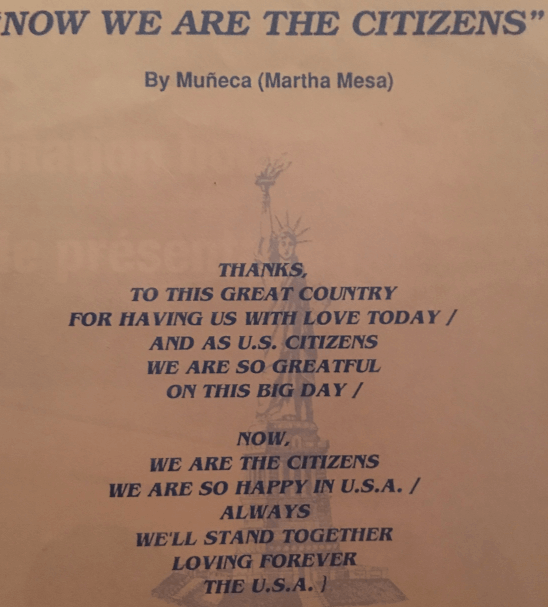 "NOW WE ARE THE CITIZENS"
By Muñeca (Martha Mesa)
THANKS,
TO THIS GREAT COUNTRY
FOR HAVING US WITH LOVE TODAY /
AND AS U.S. CITIZENS
WE ARE SO GREATFUL
ON THIS BIG DAY /
NOW,
WE ARE THE CITIZENS
WE ARE SO HAPPY IN U.S.A. /
ALWAYS
WE'LL STAND TOGETHER
LOVING FOREVER
THE U.S.A. }